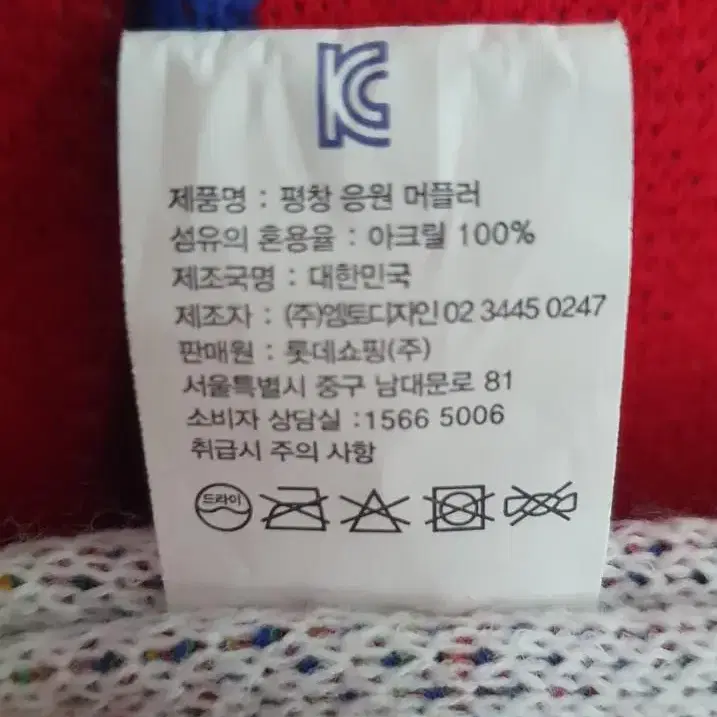 KC
제품명 : 평창 응원 머플러
섬유의 혼용율 : 아크릴 100%
제조국명 : 대한민국
제조자 : (주)엠토디자인 02 3445 0247
판매원 : 롯데쇼핑(주)
서울특별시 중구 남대문로 81
소비자 상담실 :1566 5006
취급시 주의 사항
드라이